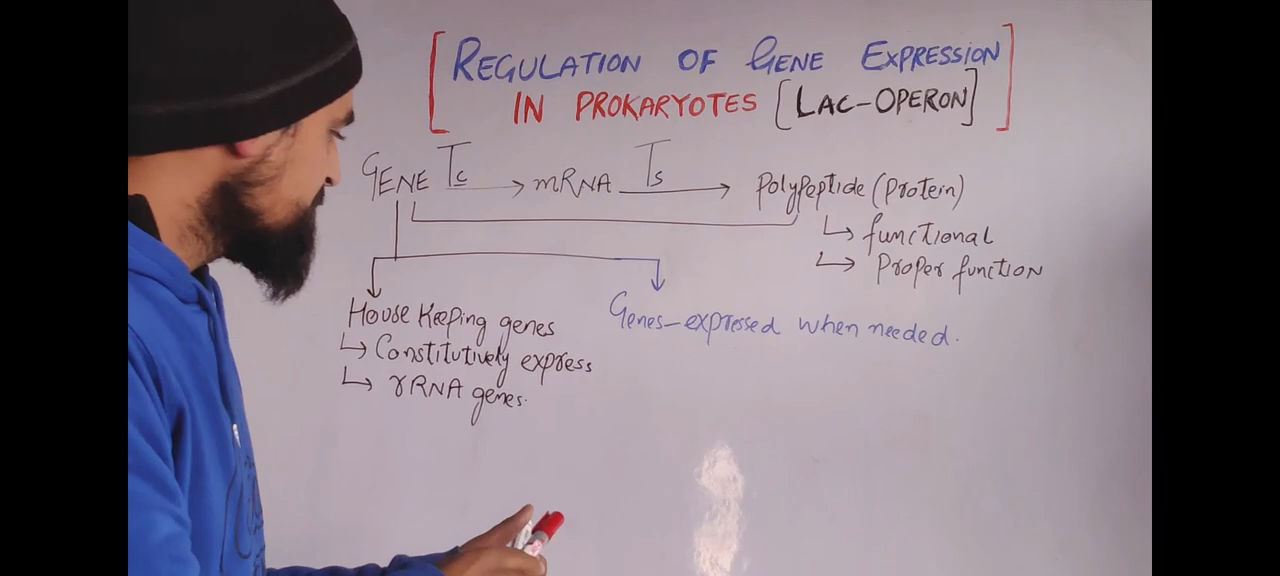 [REGULATION OF GENE EXPRESSION
IN PROKARYOTES [LAC-OPERON]]
GENE Tc → mRNA Ts → Polypeptide (Protein)
↳ functional
↳ Proper function
House Keeping genes
↳ Constitutively express
↳ rRNA genes.
Genes-expressed when needed.